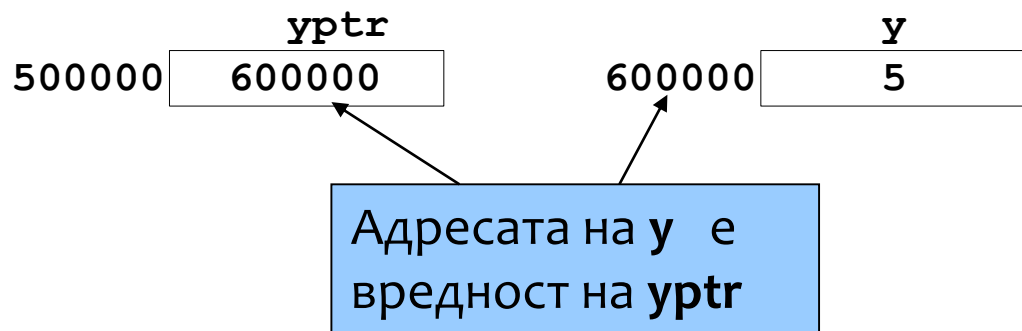 yptr y
500000 600000 600000 5
Адресата на y е
вредност на yptr